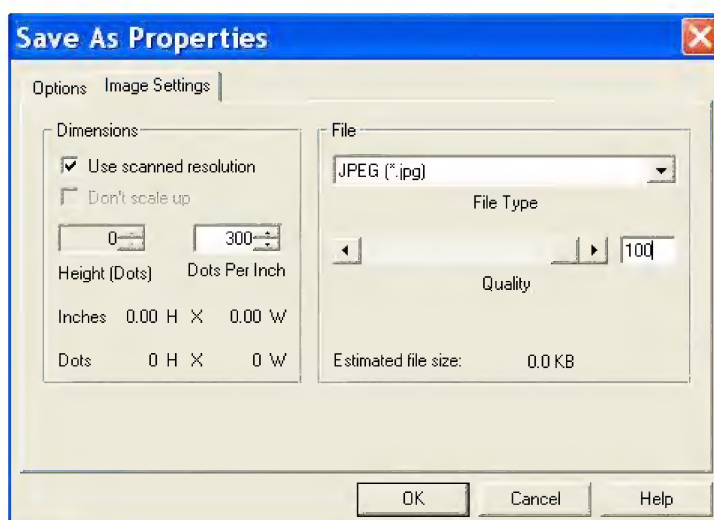 Save As Properties
Options Image Settings
Dimensions
Use scanned resolution
Don't scale up
0 300
Height (Dots) Dots Per Inch
Inches 0.00 H X 0.00 W
Dots 0 H X 0 W
File
JPEG (*.jpg)
File Type
100
Quality
Estimated file size: 0.0 KB
OK Cancel Help